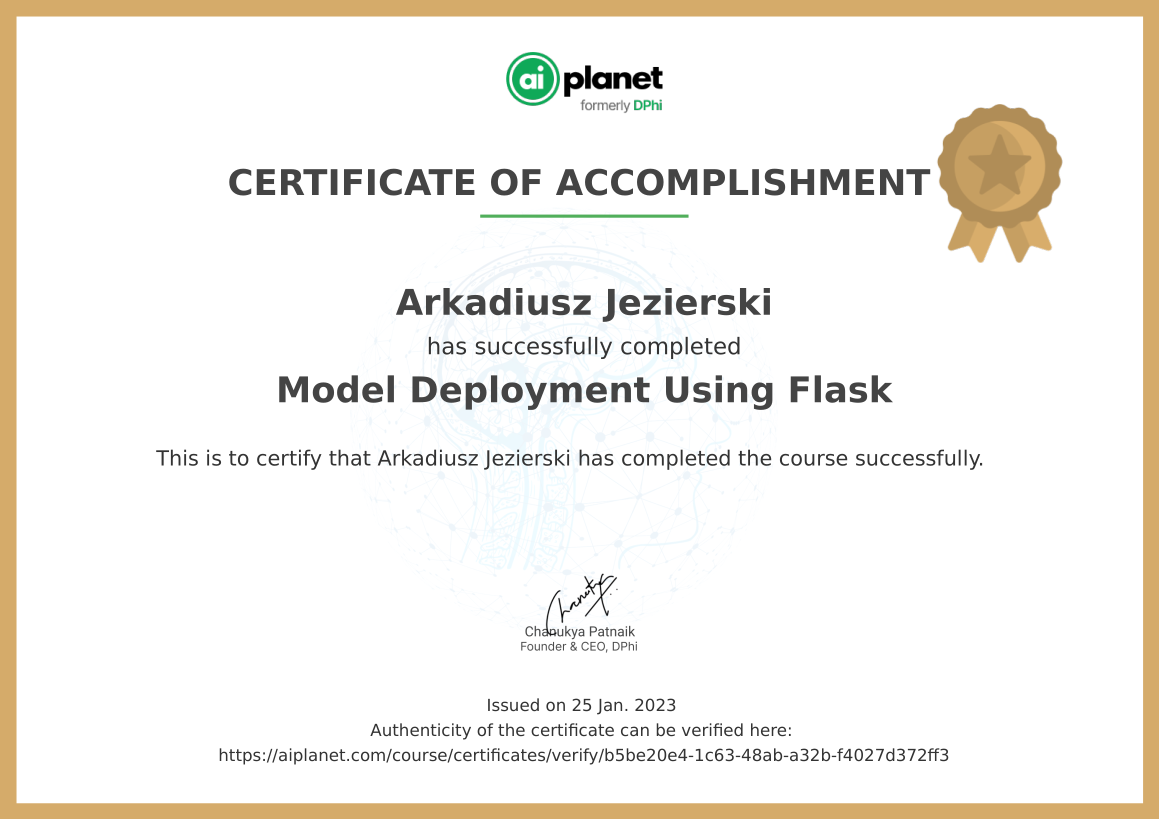 ai planet
formerly DPhi
CERTIFICATE OF ACCOMPLISHMENT
Arkadiusz Jezierski
has successfully completed
Model Deployment Using Flask
This is to certify that Arkadiusz Jezierski has completed the course successfully.
Chanukya Patnaik
Founder & CEO, DPhi
Issued on 25 Jan. 2023
Authenticity of the certificate can be verified here:
https://aiplanet.com/course/certificates/verify/b5be20e4-1c63-48ab-a32b-f4027d372ff3